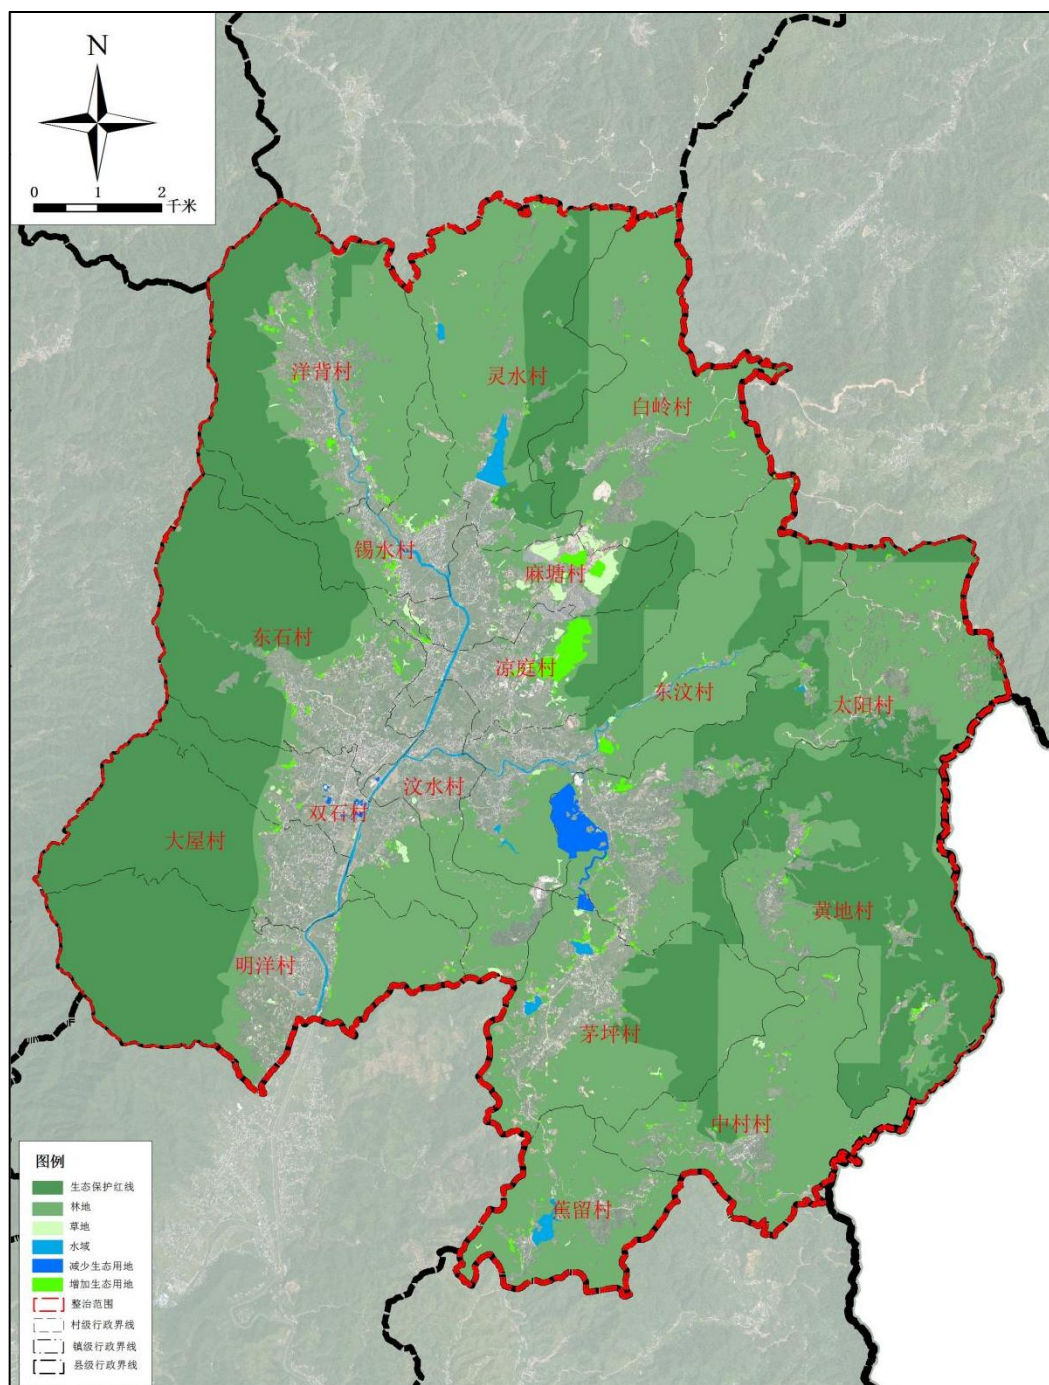 N
0 1 2 千米
洋背村
灵水村
白岭村
锡水村
麻塘村
东石村
凉庭村
东汶村
太阳村
汶水村
双石村
大屋村
黄地村
明洋村
茅坪村
中村村
蕉留村
图例
生态保护红线
林地
草地
水域
减少生态用地
增加生态用地
整治范围
村级行政界线
镇级行政界线
县级行政界线